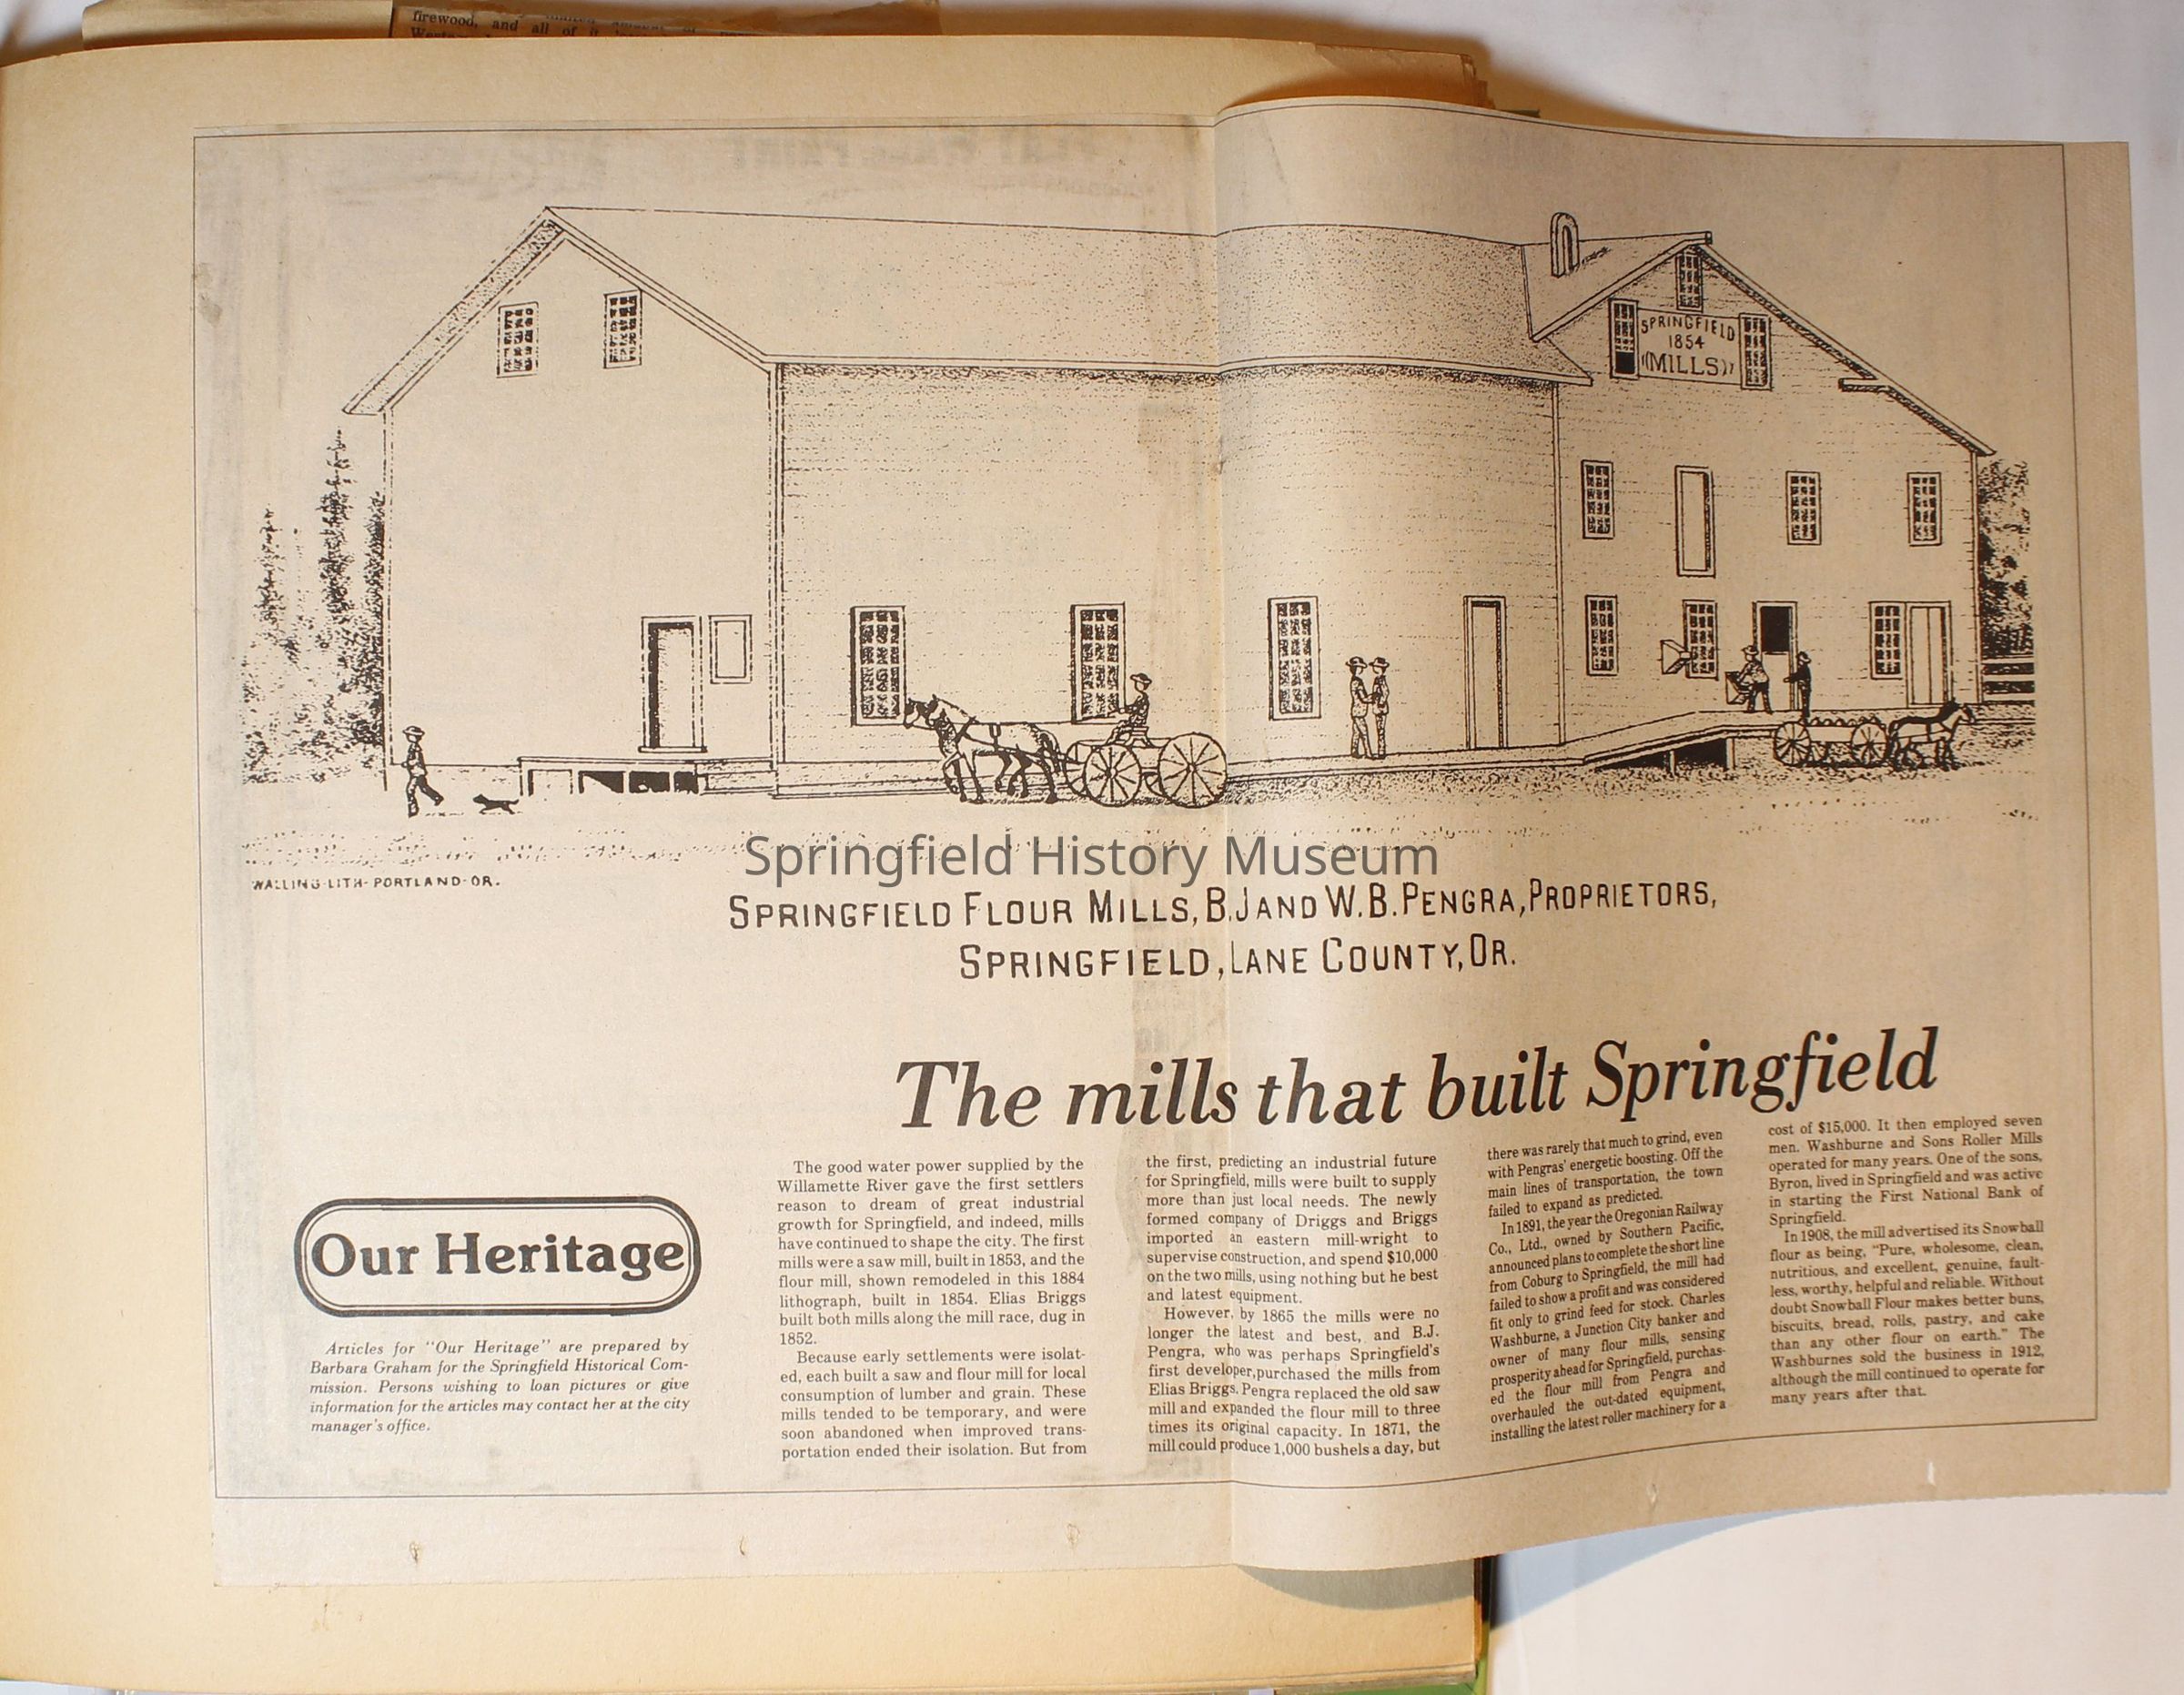 firewood, and all of it
SPRINGFIELD
1854
MILLS
WALLING-LITH-PORTLAND-OR.
Springfield History Museum
SPRINGFIELD FLOUR MILLS, B.J AND W.B. PENGRA, PROPRIETORS,
SPRINGFIELD, LANE COUNTY, OR.
The mills that built Springfield
Our Heritage
Articles for "Our Heritage" are prepared by
Barbara Graham for the Springfield Historical Com-
mission. Persons wishing to loan pictures or give
information for the articles may contact her at the city
manager's office.
The good water power supplied by the
Willamette River gave the first settlers
reason to dream of great industrial
growth for Springfield, and indeed, mills
have continued to shape the city. The first
mills were a saw mill, built in 1853, and the
flour mill, shown remodeled in this 1884
lithograph, built in 1854. Elias Briggs
built both mills along the mill race, dug in
1852.
Because early settlements were isolat-
ed, each built a saw and flour mill for local
consumption of lumber and grain. These
mills tended to be temporary, and were
soon abandoned when improved trans-
portation ended their isolation. But from
the first, predicting an industrial future
for Springfield, mills were built to supply
more than just local needs. The newly
formed company of Driggs and Briggs
imported an eastern mill-wright to
supervise construction, and spend $10,000
on the two mills, using nothing but he best
and latest equipment.
However, by 1865 the mills were no
longer the latest and best, and B.J.
Pengra, who was perhaps Springfield's
first developer, purchased the mills from
Elias Briggs. Pengra replaced the old saw
mill and expanded the flour mill to three
times its original capacity. In 1871, the
mill could produce 1,000 bushels a day, but
there was rarely that much to grind, even
with Pengras' energetic boosting. Off the
main lines of transportation, the town
failed to expand as predicted.
In 1891, the year the Oregonian Railway
Co., Ltd., owned by Southern Pacific,
announced plans to complete the short line
from Coburg to Springfield, the mill had
failed to show a profit and was considered
fit only to grind feed for stock. Charles
Washburne, a Junction City banker and
owner of many flour mills, sensing
prosperity ahead for Springfield, purchas-
ed the flour mill from Pengra and
overhauled the out-dated equipment,
installing the latest roller machinery for a
cost of $15,000. It then employed seven
men. Washburne and Sons Roller Mills
operated for many years. One of the sons,
Byron, lived in Springfield and was active
in starting the First National Bank of
Springfield.
In 1908, the mill advertised its Snowball
flour as being, "Pure, wholesome, clean,
nutritious, and excellent, genuine, fault-
less, worthy, helpful and reliable. Without
doubt Snowball Flour makes better buns,
biscuits, bread, rolls, pastry, and cake
than any other flour on earth." The
Washburnes sold the business in 1912,
although the mill continued to operate for
many years after that.